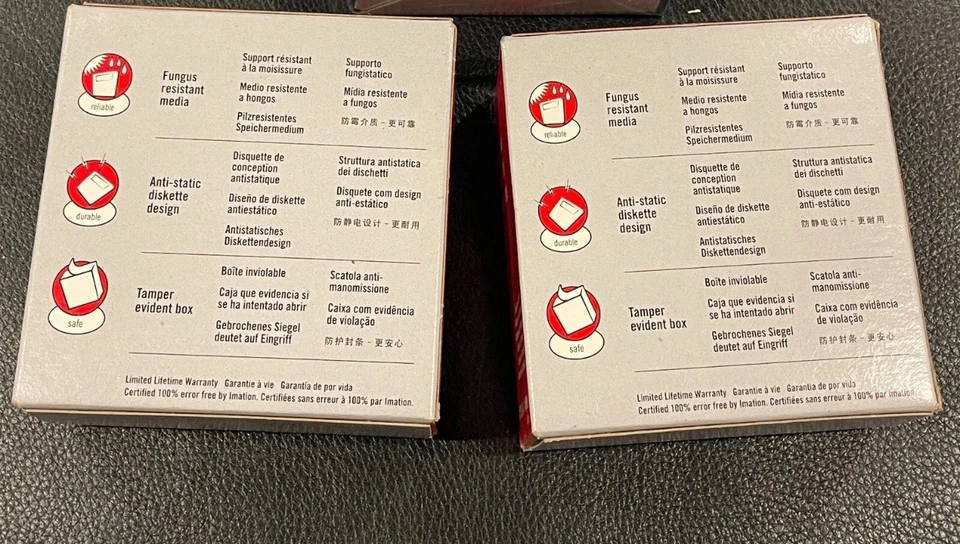 reliable
Fungus
resistant
media
Support résistant
à la moisissure
Medio resistente
a hongos
Pilzresistentes
Speichermedium
Supporto
fungistatico
Mídia resistente
a fungos
防霉介质－更可靠
durable
Anti-static
diskette
design
Disquette de
conception
antistatique
Diseño de diskette
antiestático
Antistatisches
Diskettendesign
Struttura antistatica
dei dischetti
Disquete com design
anti-estático
防静电设计－更耐用
safe
Tamper
evident box
Boîte inviolable
Caja que evidencia si
se ha intentado abrir
Gebrochenes Siegel
deutet auf Eingriff
Scatola anti-
manomissione
Caixa com evidência
de violação
防护封条－更安心
Limited Lifetime Warranty Garantie à vie Garantía de por vida
Certified 100% error free by Imation. Certifiées sans erreur à 100% par Imation.
reliable
Fungus
resistant
media
Support résistant
à la moisissure
Medio resistente
a hongos
Pilzresistentes
Speichermedium
Supporto
fungistatico
Mídia resistente
a fungos
防霉介质－更可靠
durable
Anti-static
diskette
design
Disquette de
conception
antistatique
Diseño de diskette
antiestático
Antistatisches
Diskettendesign
Struttura antistatica
dei dischetti
Disquete com design
anti-estático
防静电设计－更耐用
safe
Tamper
evident box
Boîte inviolable
Caja que evidencia si
se ha intentado abrir
Gebrochenes Siegel
deutet auf Eingriff
Scatola anti-
manomissione
Caixa com evidência
de violação
防护封条－更安心
Limited Lifetime Warranty Garantie à vie Garantía de por vida
Certified 100% error free by Imation. Certifiées sans erreur à 100% par Imation.